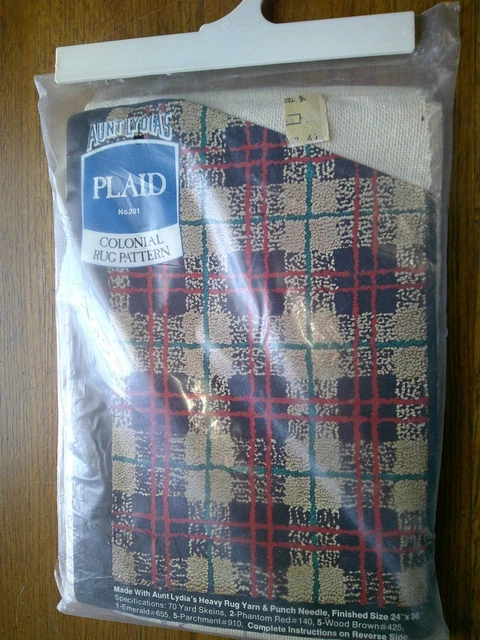 AUNT LYDIA'S
PLAID
No.201
COLONIAL
RUG PATTERN
Made With Aunt Lydia's Heavy Rug Yarn & Punch Needle, Finished Size 24" x 36"
Specifications: 70 Yard Skeins, 2-Phantom Red=140, 5-Wood Brown=425,
1-Emerald=655, 5-Parchment=910, Complete Instructions on Reverse Side